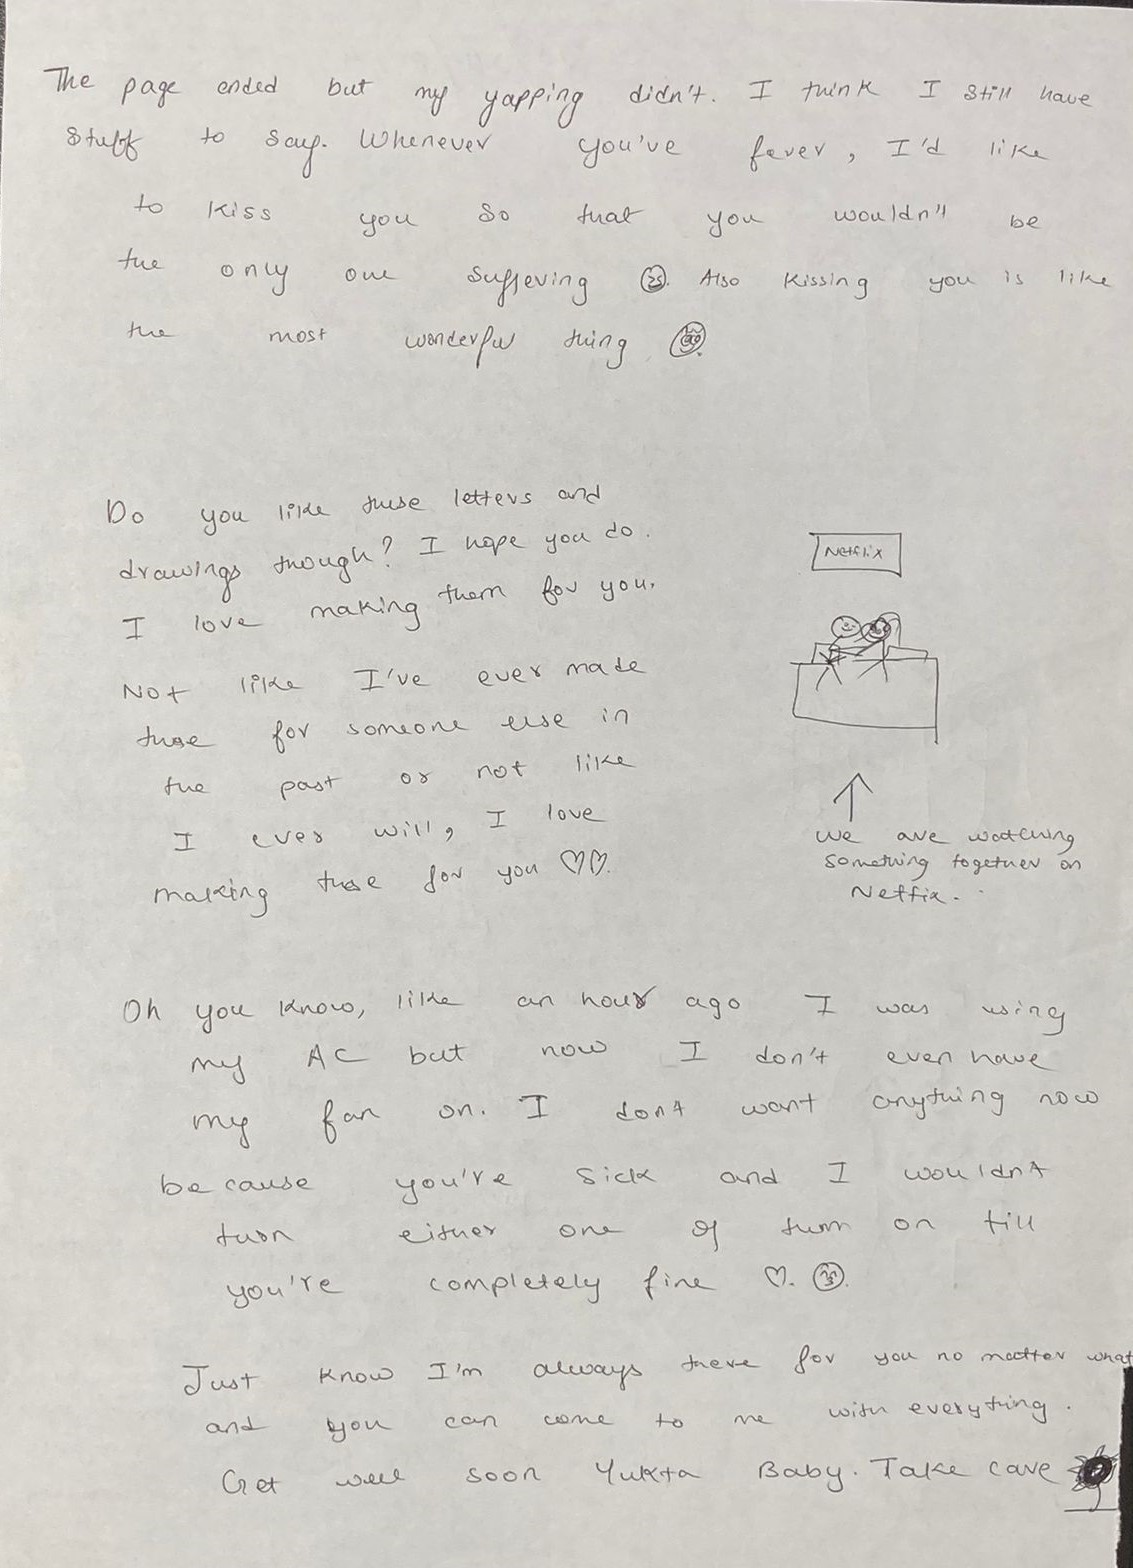 The page ended but my yapping didn't. I think I still have
stuff to say. Whenever you've fever, I'd like
to kiss you so that you wouldn't be
the only one suffering. Also kissing you is like
the most wonderful thing
Do you like these letters and
drawings though? I hope you do.
I love making them for you.
Not like I've ever made
those for someone else in
the past or not like
I ever will, I love
making those for you ♡♡.
Netflix
↑
we are watching
something together on
Netflix.
Oh you know, like an hour ago I was using
my AC but now I don't even have
my fan on. I don't want anything now
because you're sick and I wouldn't
turn either one of them on till
you're completely fine ♡.
Just know I'm always there for you no matter what
and you can come to me with everything.
Get well soon Yukta Baby. Take care